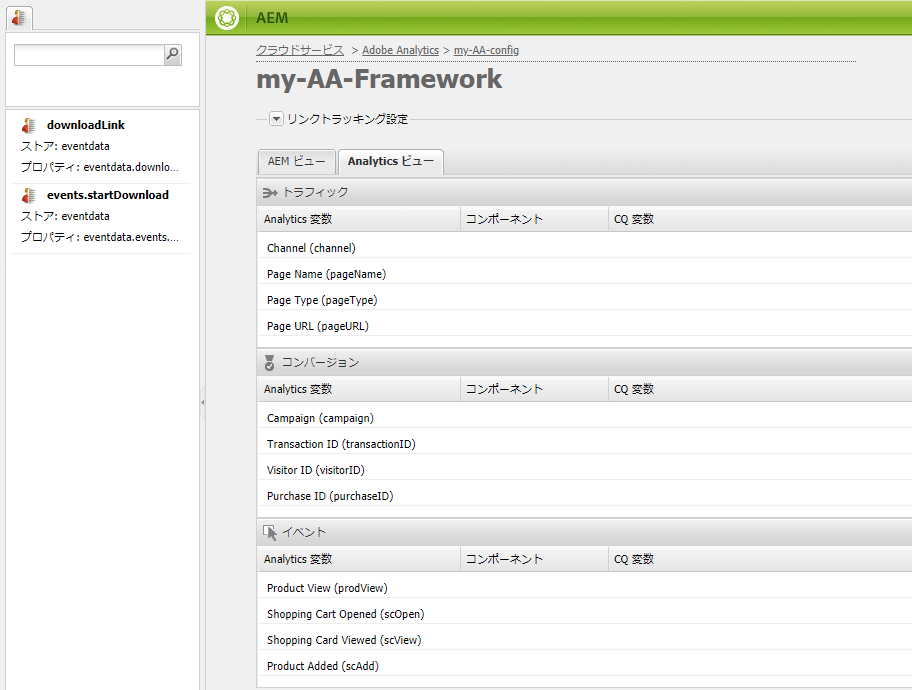 AEM
クラウドサービス > Adobe Analytics > my-AA-config
my-AA-Framework
リンクトラッキング設定
downloadLink
ストア: eventdata
プロパティ: eventdata.downlo...
events.startDownload
ストア: eventdata
プロパティ: eventdata.events....
AEM ビュー Analytics ビュー
トラフィック
Analytics 変数 コンポーネント CQ 変数
Channel (channel)
Page Name (pageName)
Page Type (pageType)
Page URL (pageURL)
コンバージョン
Analytics 変数 コンポーネント CQ 変数
Campaign (campaign)
Transaction ID (transactionID)
Visitor ID (visitorID)
Purchase ID (purchaseID)
イベント
Analytics 変数 コンポーネント CQ 変数
Product View (prodView)
Shopping Cart Opened (scOpen)
Shopping Card Viewed (scView)
Product Added (scAdd)